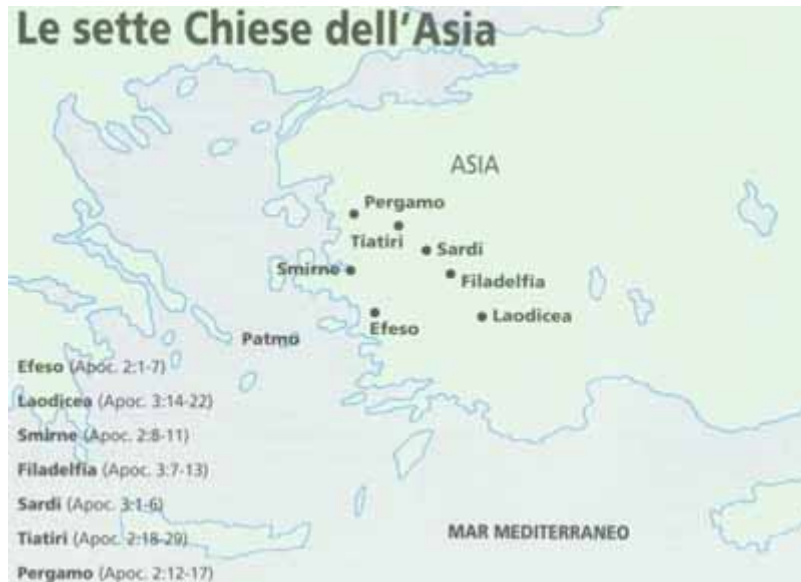 Le sette Chiese dell'Asia
ASIA
Pergamo
Tiatiri
Sardi
Smirne
Filadelfia
Efeso
Laodicea
Patmo
Efeso (Apoc. 2:1-7)
Laodicea (Apoc. 3:14-22)
Smirne (Apoc. 2:8-11)
Filadelfia (Apoc. 3:7-13)
Sardi (Apoc. 3:1-6)
Tiatiri (Apoc. 2:18-29)
MAR MEDITERRANEO
Pergamo (Apoc. 2:12-17)